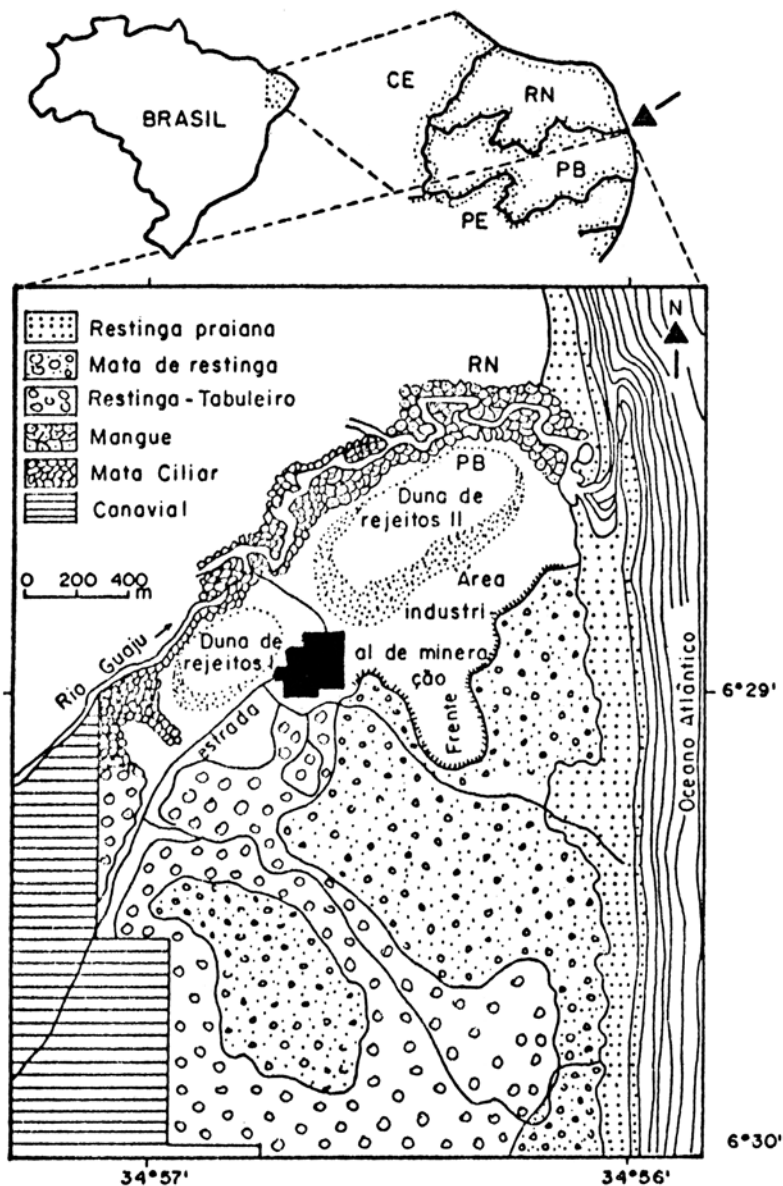 BRASIL
CE
RN
PB
PE
Restinga praiana
Mata de restinga
Restinga - Tabuleiro
Mangue
Mata Ciliar
Canavial
0 200 400
m
N
RN
PB
Duna de
rejeitos II
Area
industri-
al de minera
ção
Frente
Duna de
rejeitos I
Rio Guaju
estrada
Oceano Atlântico
6°29'
6°30'
34°57'
34°56'